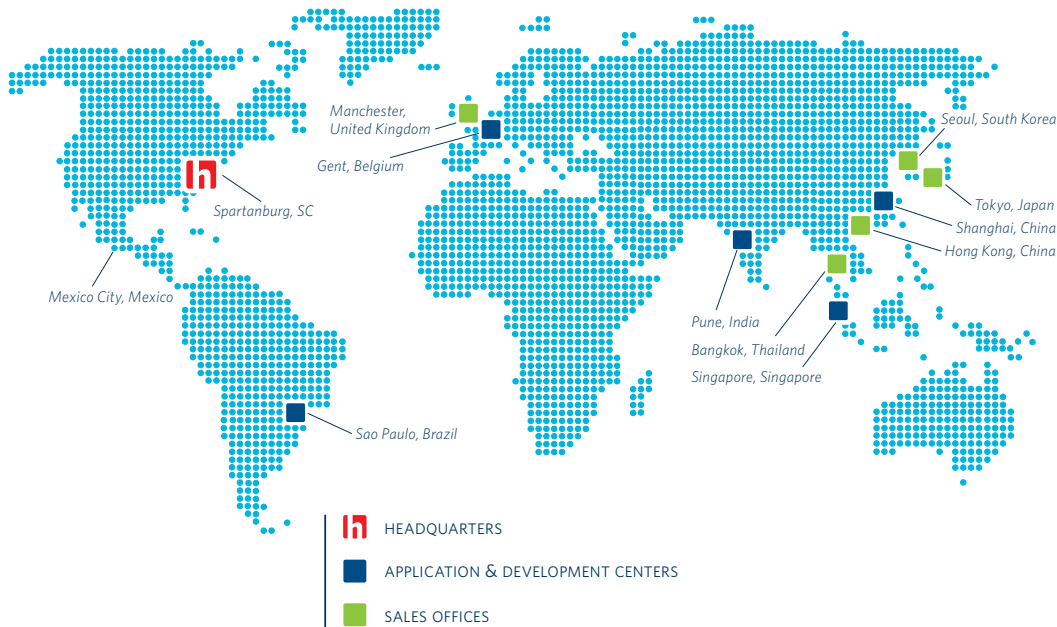 Manchester,
United Kingdom
Gent, Belgium
Seoul, South Korea
Spartanburg, SC
Tokyo, Japan
Shanghai, China
Hong Kong, China
Mexico City, Mexico
Pune, India
Bangkok, Thailand
Singapore, Singapore
Sao Paulo, Brazil
h HEADQUARTERS
APPLICATION & DEVELOPMENT CENTERS
SALES OFFICES